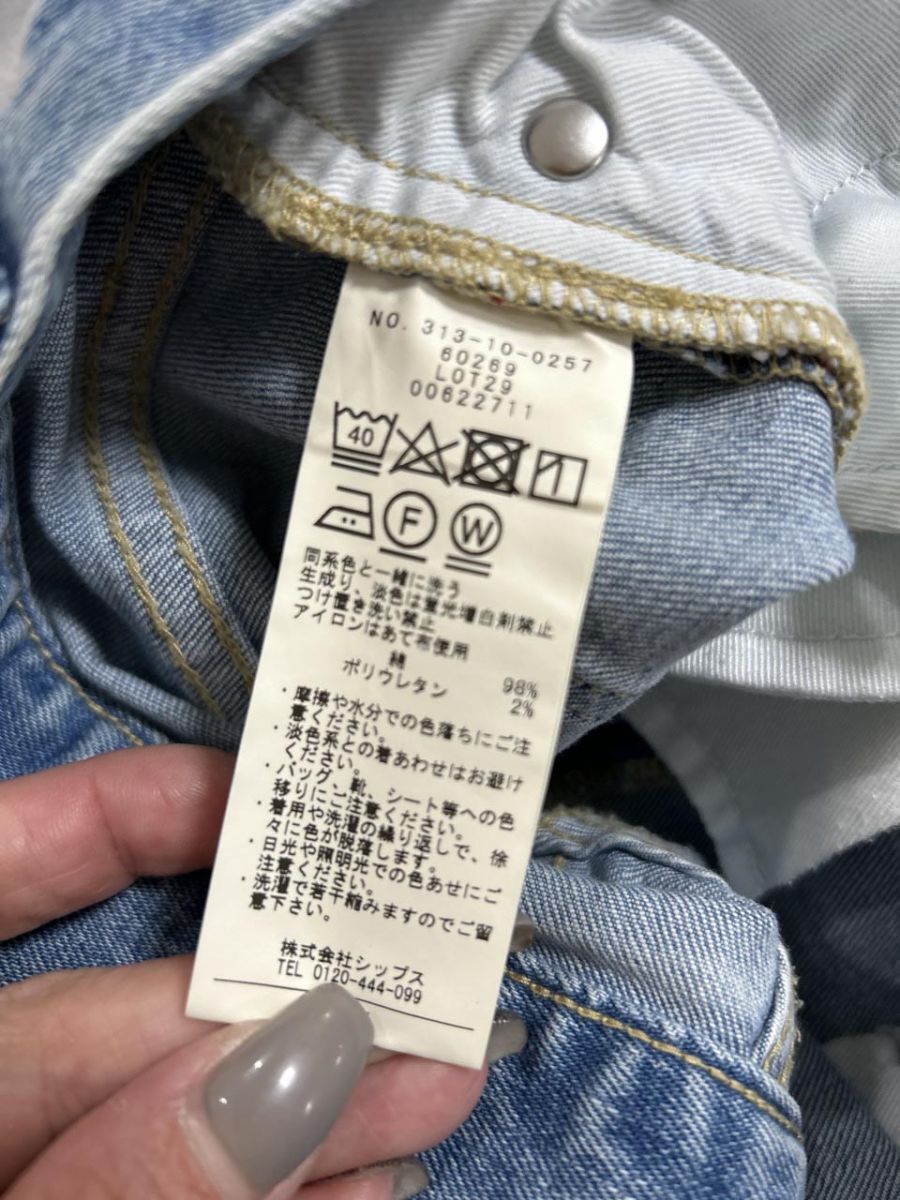 NO. 313-10-0257
60269
LOT29
00622711
40
F
W
同系色と一緒に洗う
生成り、淡色は蛍光増白剤禁止
つけ置き洗い禁止
アイロンはあて布使用
綿 98%
ポリウレタン 2%
・摩擦や水分での色落ちにご注
意ください。
・淡色系との着あわせはお避け
ください。
・バッグ、靴、シート等への色
移りにご注意ください。
・着用や洗濯の繰り返しで、徐
々に色が脱落します。
・日光や照明光での色あせにご
注意ください。
・洗濯で若干縮みますのでご留
意下さい。
株式会社シップス
TEL 0120-444-099